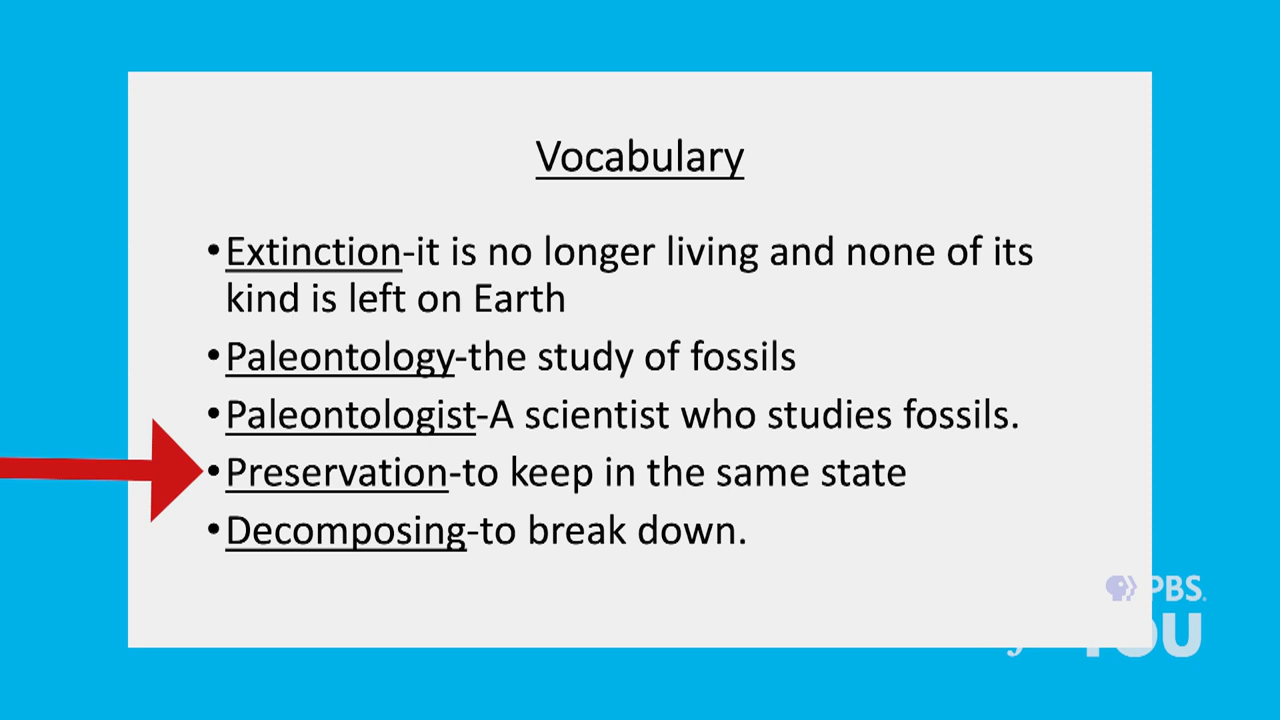 Vocabulary
•Extinction-it is no longer living and none of its
kind is left on Earth
•Paleontology-the study of fossils
•Paleontologist-A scientist who studies fossils.
•Preservation-to keep in the same state
•Decomposing-to break down.
PBS.
YOU